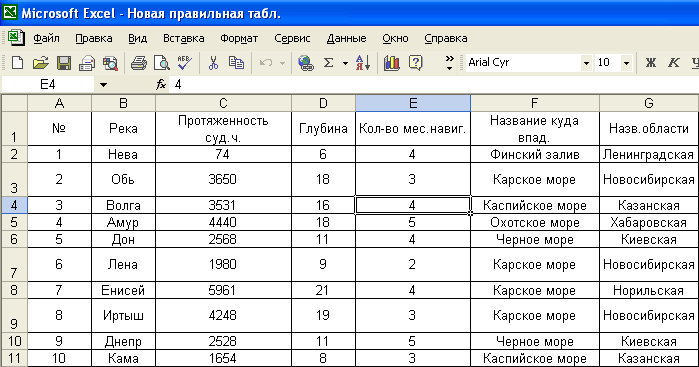 Microsoft Excel - Новая правильная табл.
Файл Правка Вид Вставка Формат Сервис Данные Окно Справка
Arial Cyr 10 Ж К
E4 fx 4
A B C D E F G
1 № Река Протяженность суд.ч. Глубина Кол-во мес.навиг. Название куда впад. Назв.области
2 1 Нева 74 6 4 Финский залив Ленинградская
3 2 Обь 3650 18 3 Карское море Новосибирская
4 3 Волга 3531 16 4 Каспийское море Казанская
5 4 Амур 4440 18 5 Охотское море Хабаровская
6 5 Дон 2568 11 4 Черное море Киевская
7 6 Лена 1980 9 2 Карское море Новосибирская
8 7 Енисей 5961 21 4 Карское море Норильская
9 8 Иртыш 4248 19 3 Карское море Новосибирская
10 9 Днепр 2528 11 5 Черное море Киевская
11 10 Кама 1654 8 3 Каспийское море Казанская